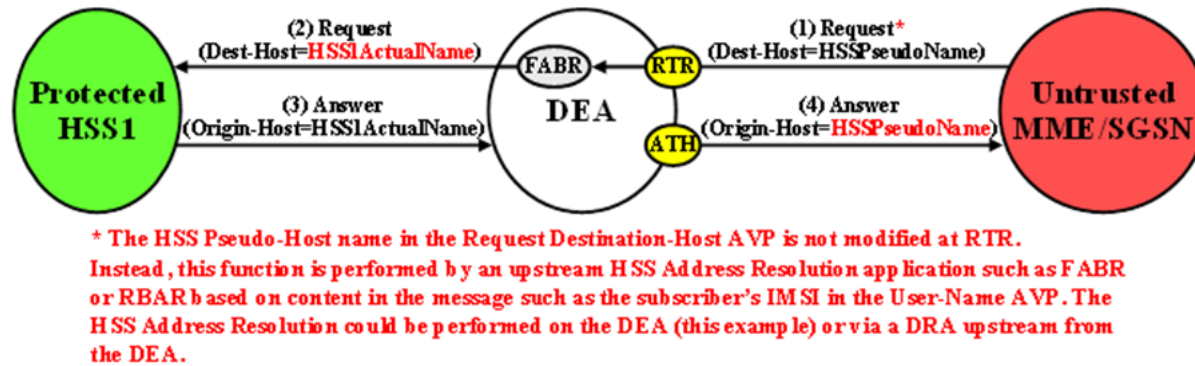 (2) Request
(Dest-Host=HSS1ActualName)
(1) Request*
(Dest-Host=HSSPseudoName)
FABR
RTR
Protected
HSS1
DEA
Untrusted
MME/SGSN
(3) Answer
(Origin-Host=HSS1ActualName)
(4) Answer
(Origin-Host=HSSPseudoName)
ATH
* The HSS Pseudo-Host name in the Request Destination-Host AVP is not modified at RTR.
Instead, this function is performed by an upstream HSS Address Resolution application such as FABR
or RBAR based on content in the message such as the subscriber's IMSI in the User-Name AVP. The
HSS Address Resolution could be performed on the DEA (this example) or via a DRA upstream from
the DEA.